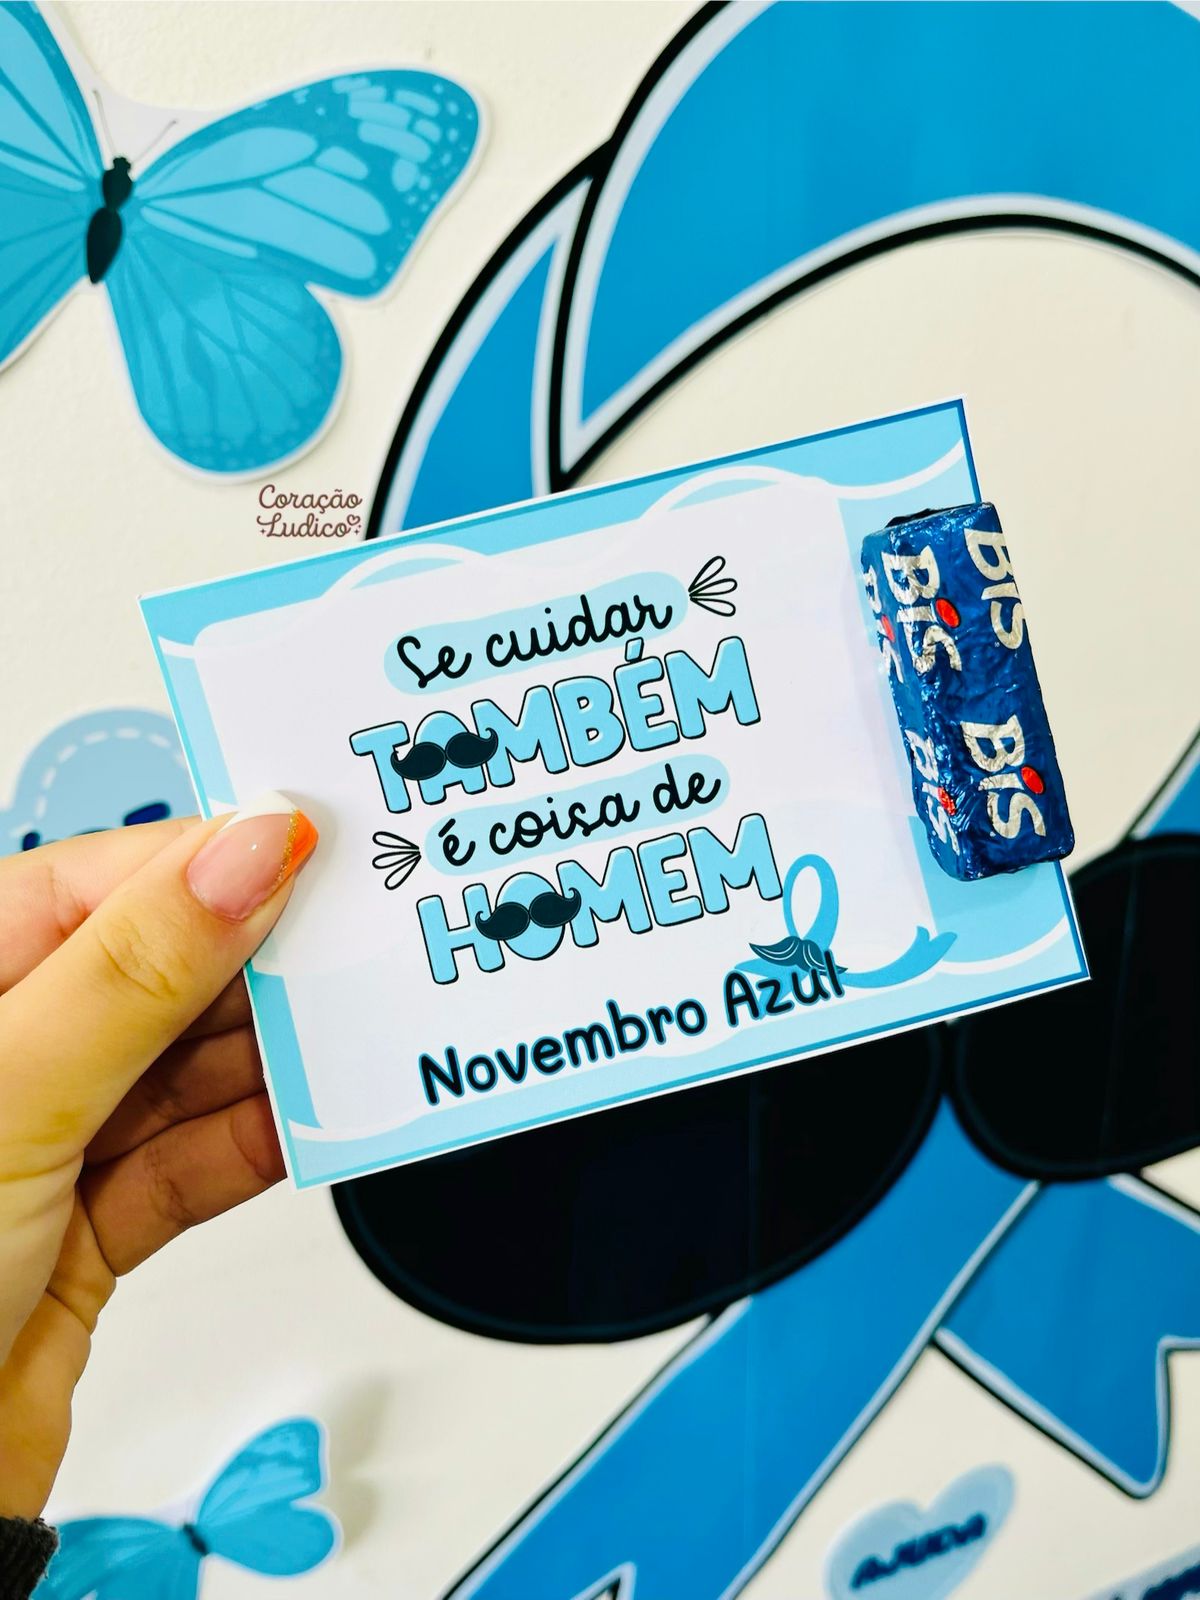 Coração
Ludico
Se cuidar
TAMBÉM
é coisa de
HOMEM
Novembro Azul
Bis
Bis
Bis
Bis